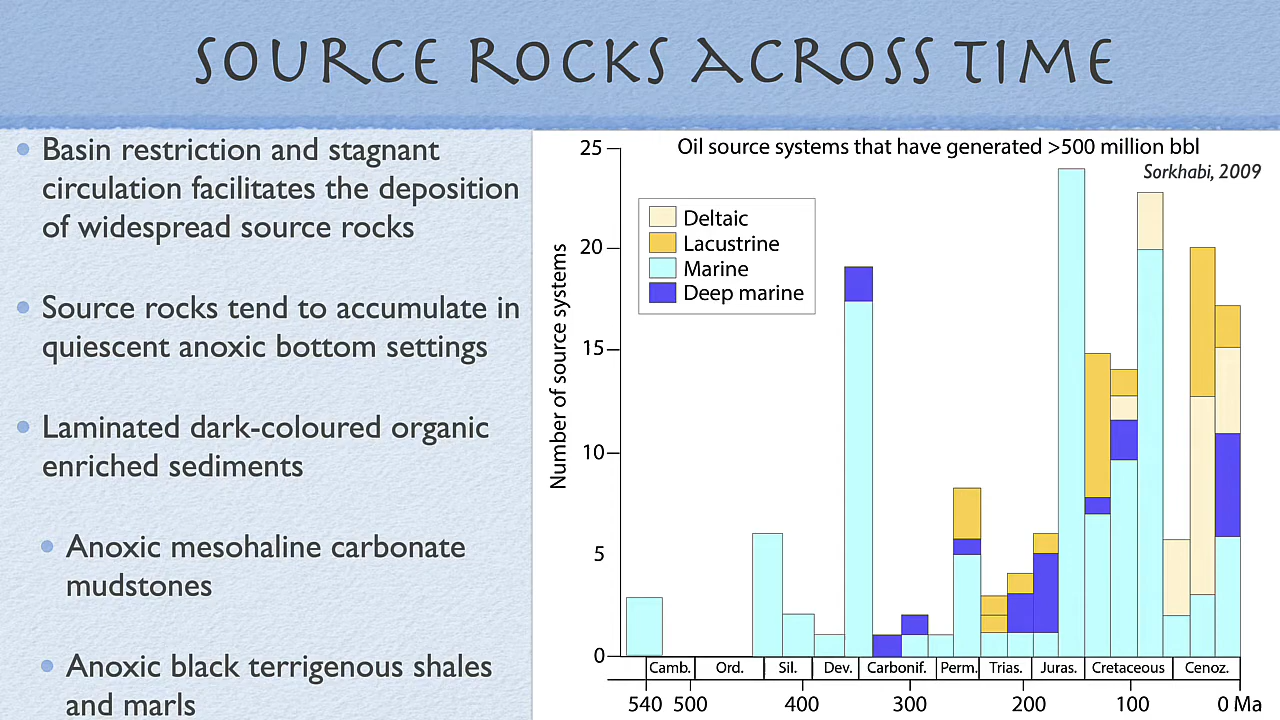 SOURCE ROCKS ACROSS TIME
Basin restriction and stagnant
circulation facilitates the deposition
of widespread source rocks
Source rocks tend to accumulate in
quiescent anoxic bottom settings
Laminated dark-coloured organic
enriched sediments
Anoxic mesohaline carbonate
mudstones
Anoxic black terrigenous shales
and marls
Oil source systems that have generated >500 million bbl
Sorkhabi, 2009
Deltaic
Lacustrine
Marine
Deep marine
Number of source systems
25
20
15
10
5
0
Camb. Ord. Sil. Dev. Carbonif. Perm. Trias. Juras. Cretaceous Cenoz.
540 500 400 300 200 100 0 Ma